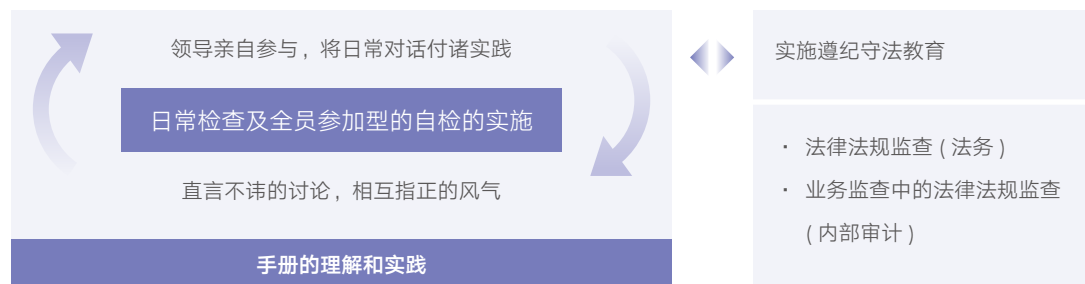 领导亲自参与，将日常对话付诸实践
日常检查及全员参加型的自检的实施
直言不讳的讨论，相互指正的风气
手册的理解和实践
实施遵纪守法教育
· 法律法规监查 ( 法务 )
· 业务监查中的法律法规监查
( 内部审计 )